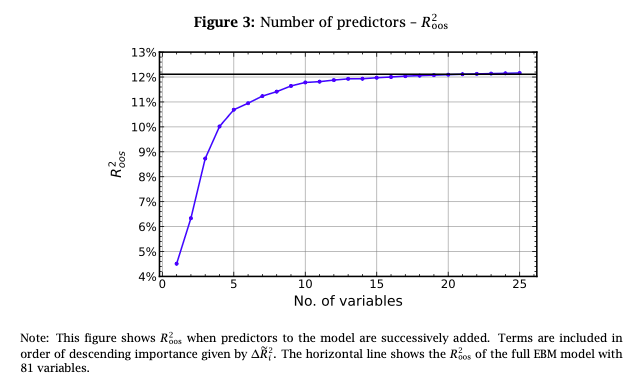 Figure 3: Number of predictors – R²oos
13%
12%
11%
10%
9%
8%
7%
6%
5%
4%
R²oos
0 5 10 15 20 25
No. of variables
Note: This figure shows R²oos when predictors to the model are successively added. Terms are included in
order of descending importance given by ΔR̃²ᵢ. The horizontal line shows the R²oos of the full EBM model with
81 variables.